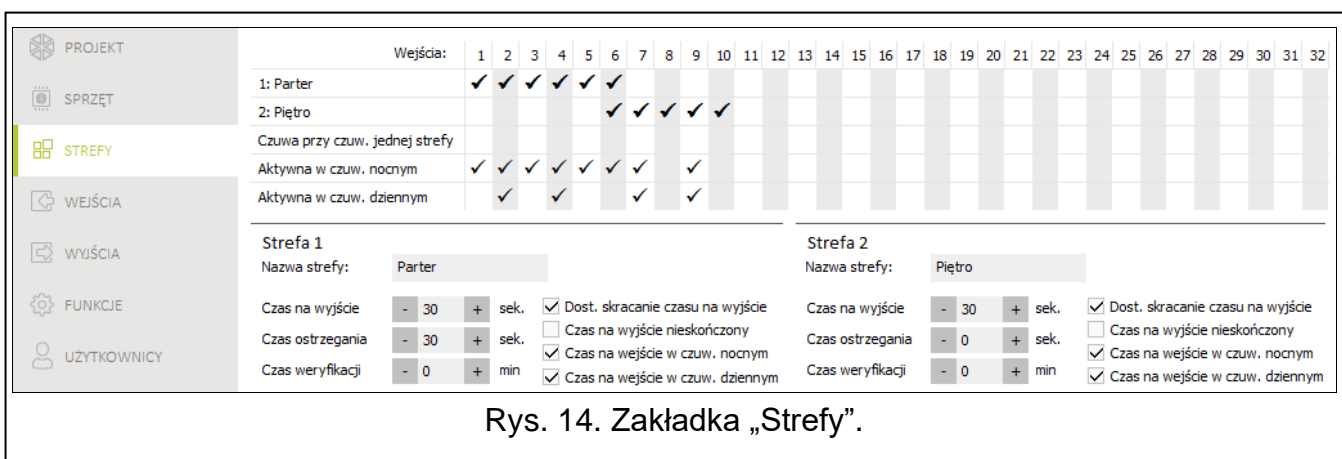 PROJEKT
SPRZĘT
STREFY
WEJŚCIA
WYJŚCIA
FUNKCJE
UŻYTKOWNICY
Wejścia: 1 2 3 4 5 6 7 8 9 10 11 12 13 14 15 16 17 18 19 20 21 22 23 24 25 26 27 28 29 30 31 32
1: Parter ✓ ✓ ✓ ✓ ✓ ✓
2: Piętro ✓ ✓ ✓ ✓ ✓
Czuwa przy czuw. jednej strefy
Aktywna w czuw. nocnym ✓ ✓ ✓ ✓ ✓ ✓ ✓ ✓
Aktywna w czuw. dziennym ✓ ✓ ✓ ✓
Strefa 1
Nazwa strefy: Parter
Czas na wyjście - 30 + sek. ✓ Dost. skracanie czasu na wyjście
Czas na wyjście nieskończony
Czas ostrzegania - 30 + sek.
✓ Czas na wejście w czuw. nocnym
Czas weryfikacji - 0 + min
✓ Czas na wejście w czuw. dziennym
Strefa 2
Nazwa strefy: Piętro
Czas na wyjście - 30 + sek. ✓ Dost. skracanie czasu na wyjście
Czas na wyjście nieskończony
Czas ostrzegania - 0 + sek.
✓ Czas na wejście w czuw. nocnym
Czas weryfikacji - 0 + min
✓ Czas na wejście w czuw. dziennym
Rys. 14. Zakładka „Strefy”.